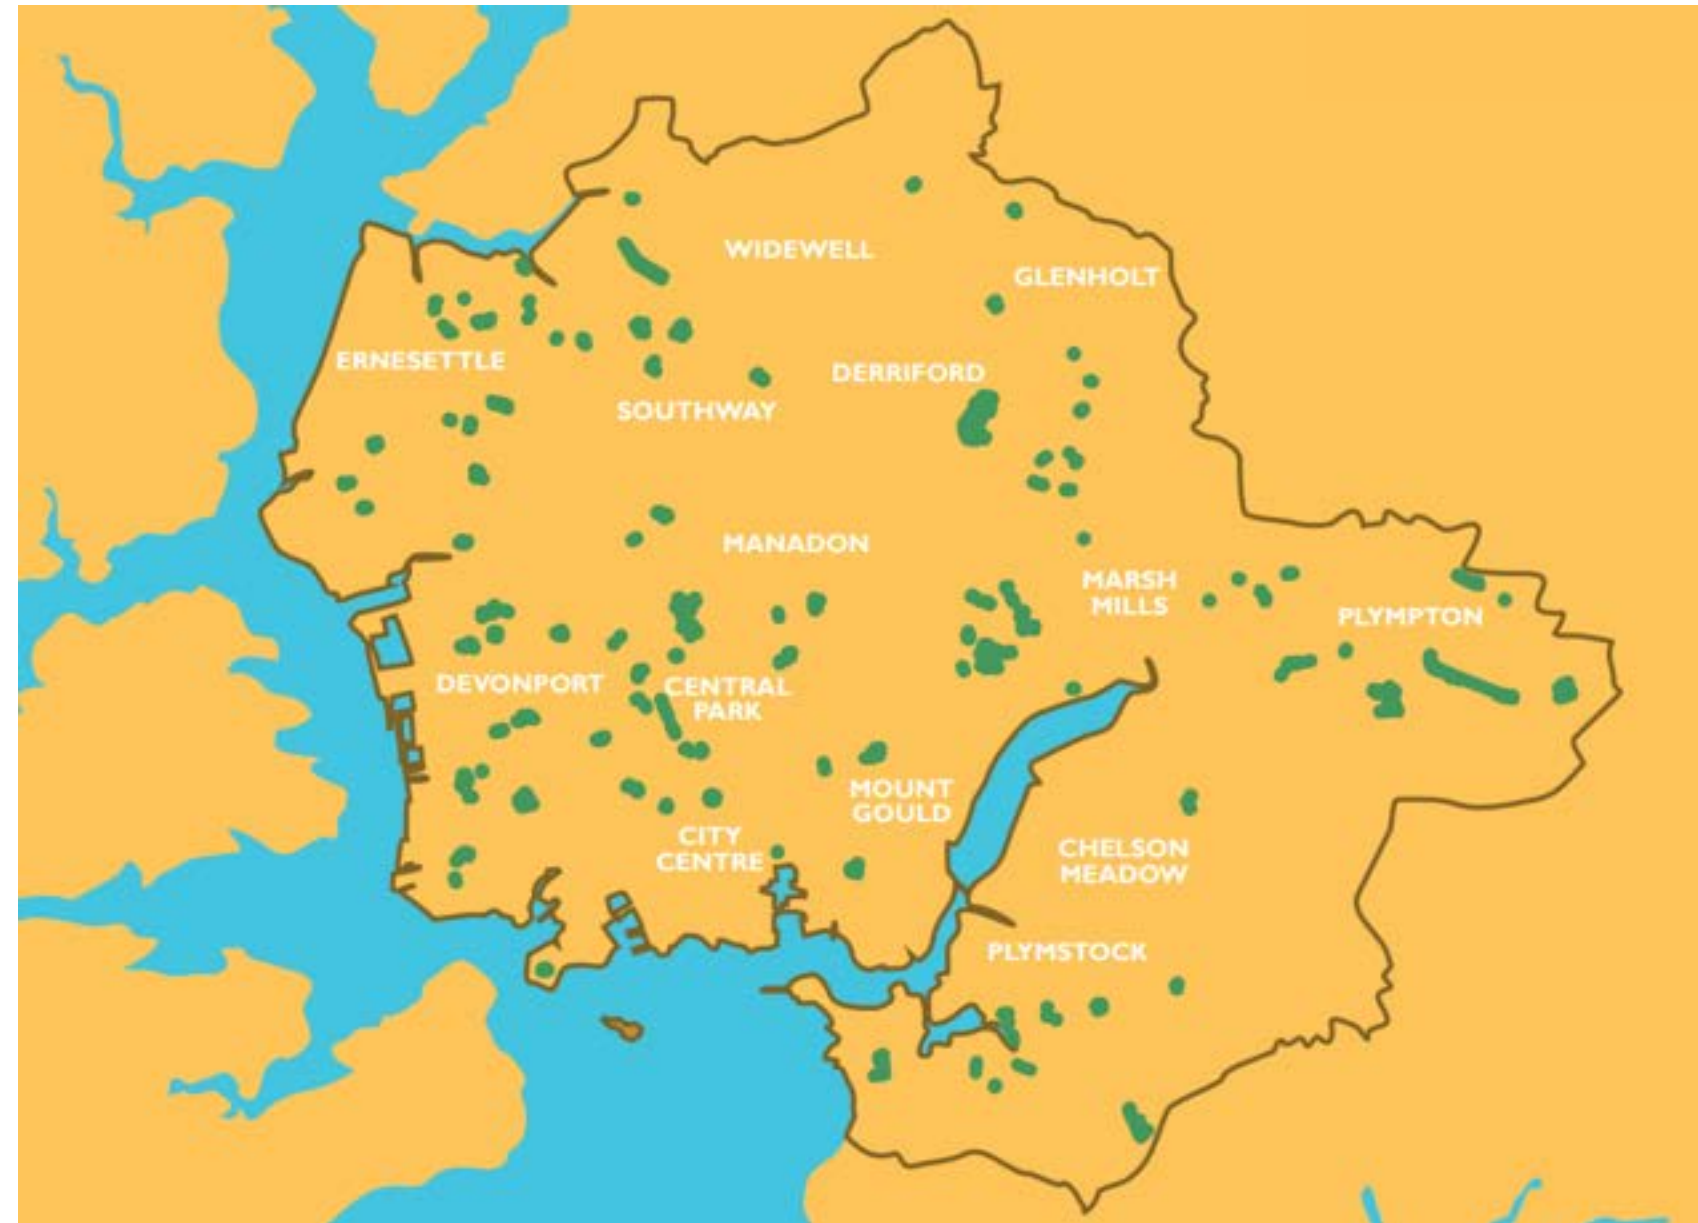 WIDEWELL
GLENHOLT
ERNESETTLE
DERRIFORD
SOUTHWAY
MANADON
MARSH
MILLS
PLYMPTON
DEVONPORT
CENTRAL
PARK
MOUNT
GOULD
CITY
CENTRE
CHELSON
MEADOW
PLYMSTOCK